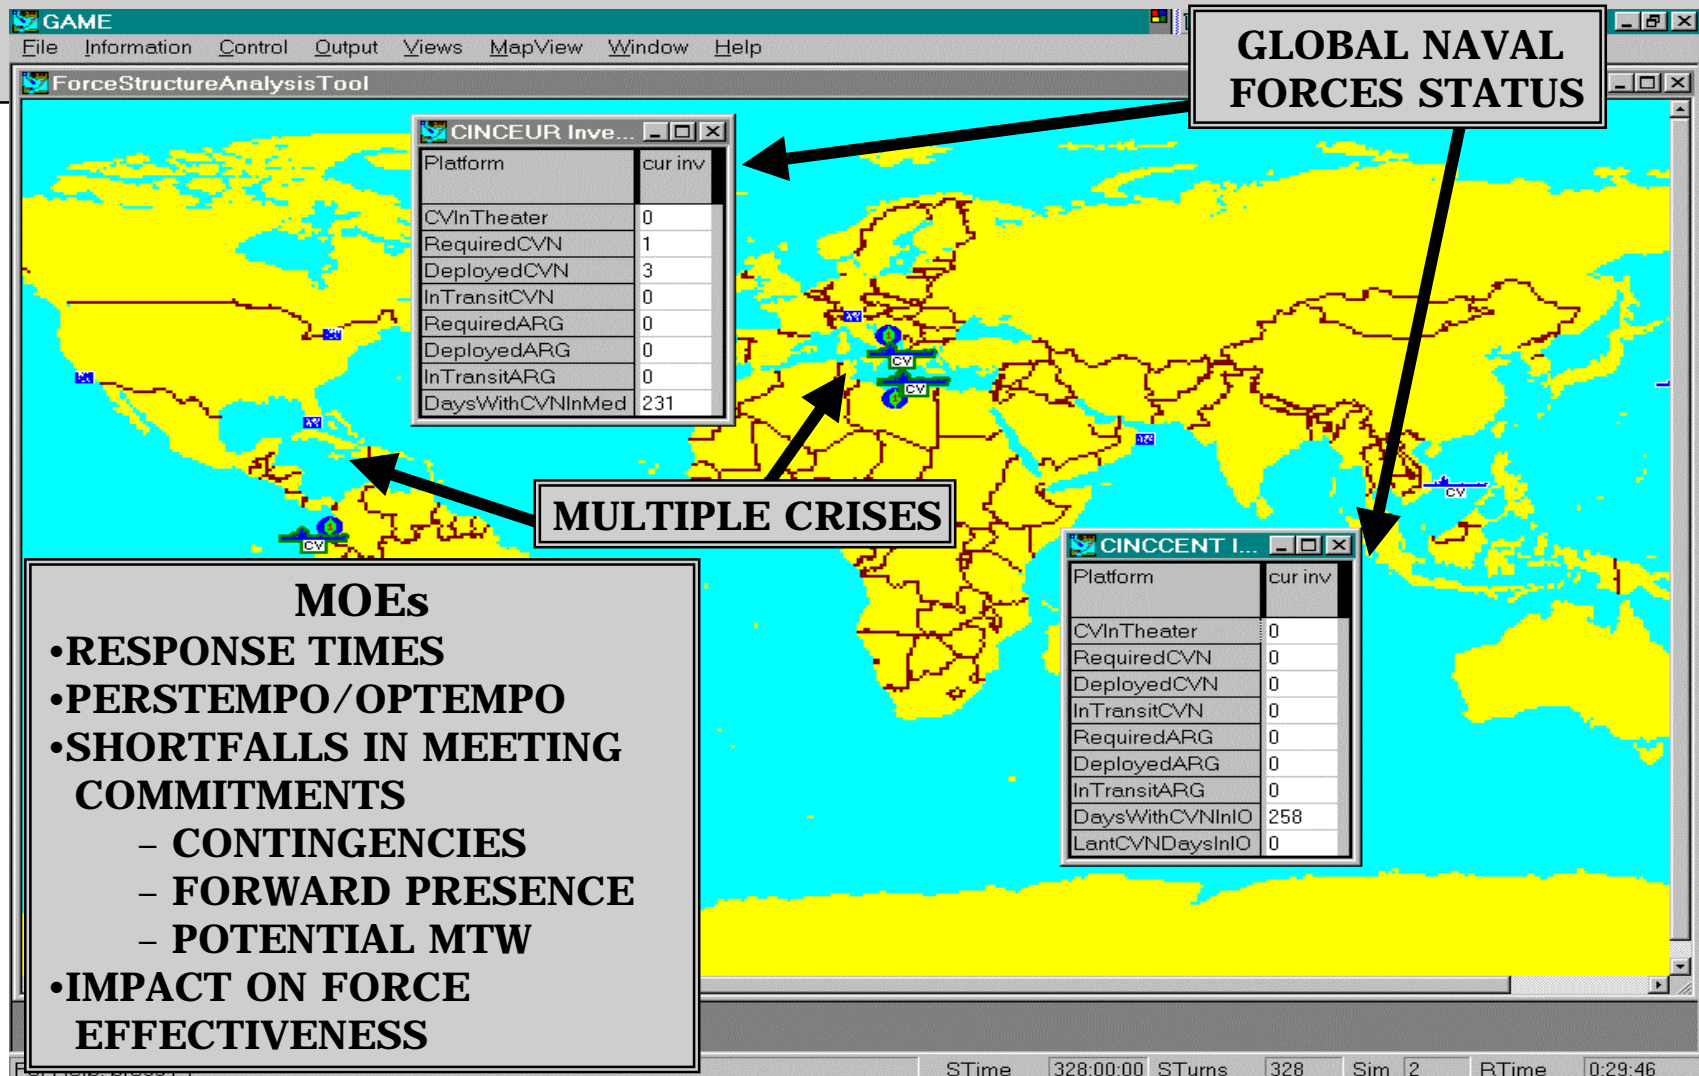 GAME
File Information Control Output Views MapView Window Help
ForceStructureAnalysisTool
GLOBAL NAVAL
FORCES STATUS
CINCEUR Inve...
Platform cur inv
CVInTheater 0
RequiredCVN 1
DeployedCVN 3
InTransitCVN 0
RequiredARG 0
DeployedARG 0
InTransitARG 0
DaysWithCVNInMed 231
CV
CV
CV
CV
MULTIPLE CRISES
CINCCENT I...
Platform cur inv
CVInTheater 0
RequiredCVN 0
DeployedCVN 0
InTransitCVN 0
RequiredARG 0
DeployedARG 0
InTransitARG 0
DaysWithCVNInIO 258
LantCVNDaysInIO 0
MOEs
•RESPONSE TIMES
•PERSTEMPO/OPTEMPO
•SHORTFALLS IN MEETING
COMMITMENTS
– CONTINGENCIES
– FORWARD PRESENCE
– POTENTIAL MTW
•IMPACT ON FORCE
EFFECTIVENESS
STime 328:00:00 STurns 328 Sim 2 RTime 0:29:46